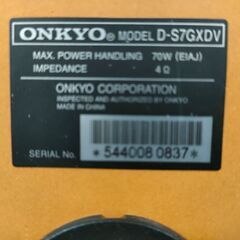 ONKYO® MODEL D-S7GXDV
MAX. POWER HANDLING 70W (EIAJ)
IMPEDANCE 4 Ω
ONKYO CORPORATION
INSPECTED AND AUTHORIZED BY ONKYO JAPAN
MADE IN CHINA
SERIAL No. *544008 0837*